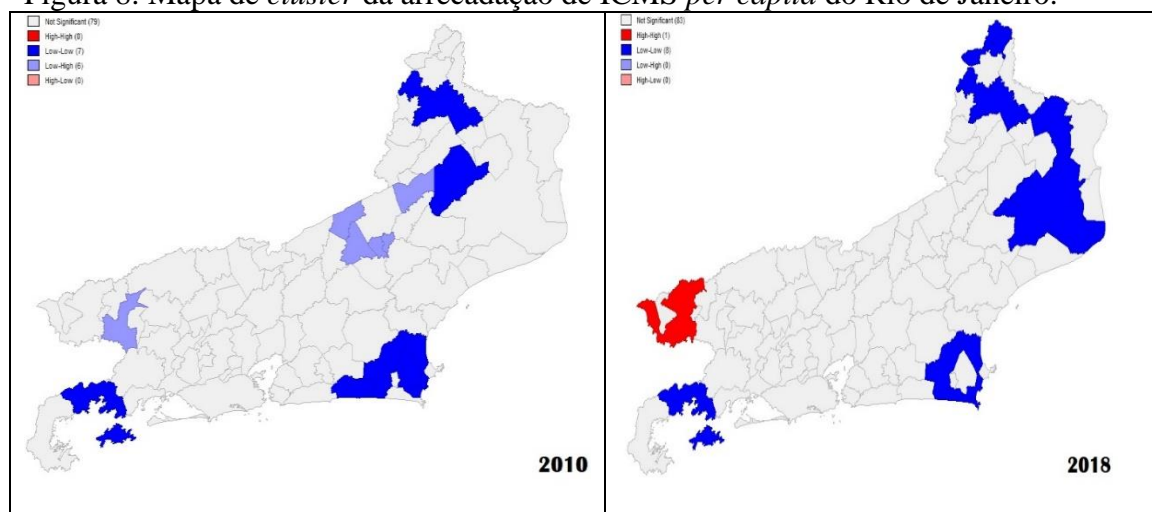 Figura 8: Mapa de cluster da arrecadação de ICMS per capita do Rio de Janeiro.
Not Significant (79)
High-High (0)
Low-Low (7)
Low-High (6)
High-Low (0)
2010
Not Significant (83)
High-High (1)
Low-Low (8)
Low-High (0)
High-Low (0)
2018